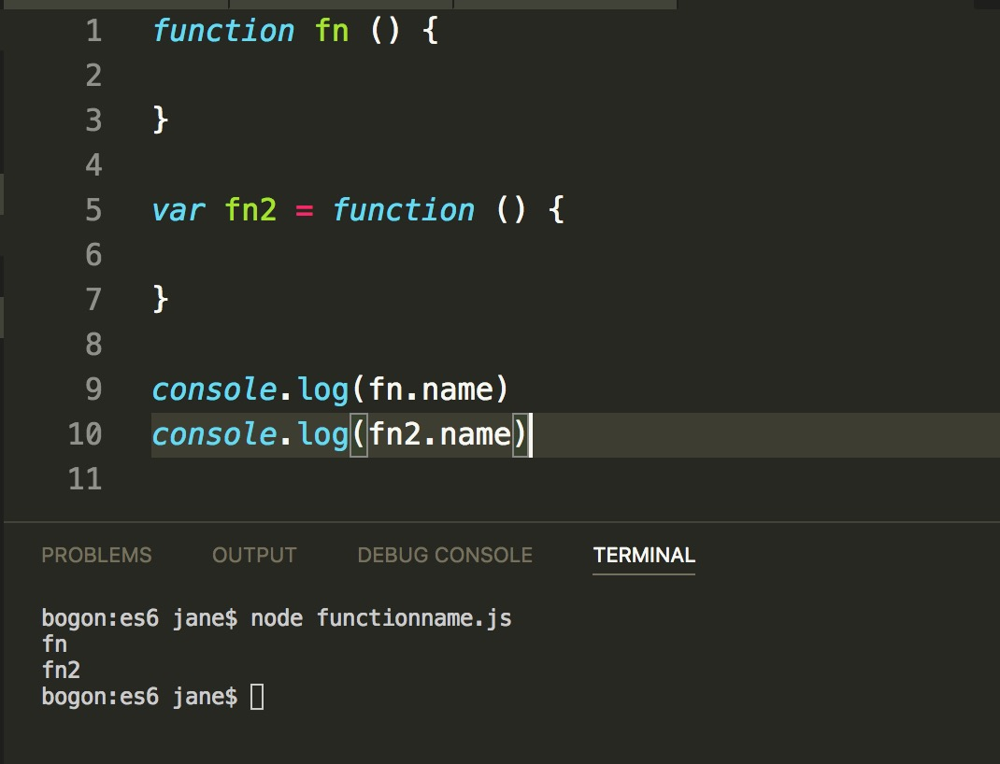 1 function fn () {
2
3 }
4
5 var fn2 = function () {
6
7 }
8
9 console.log(fn.name)
10 console.log(fn2.name)
11
PROBLEMS OUTPUT DEBUG CONSOLE TERMINAL
bogon:es6 jane$ node functionname.js
fn
fn2
bogon:es6 jane$